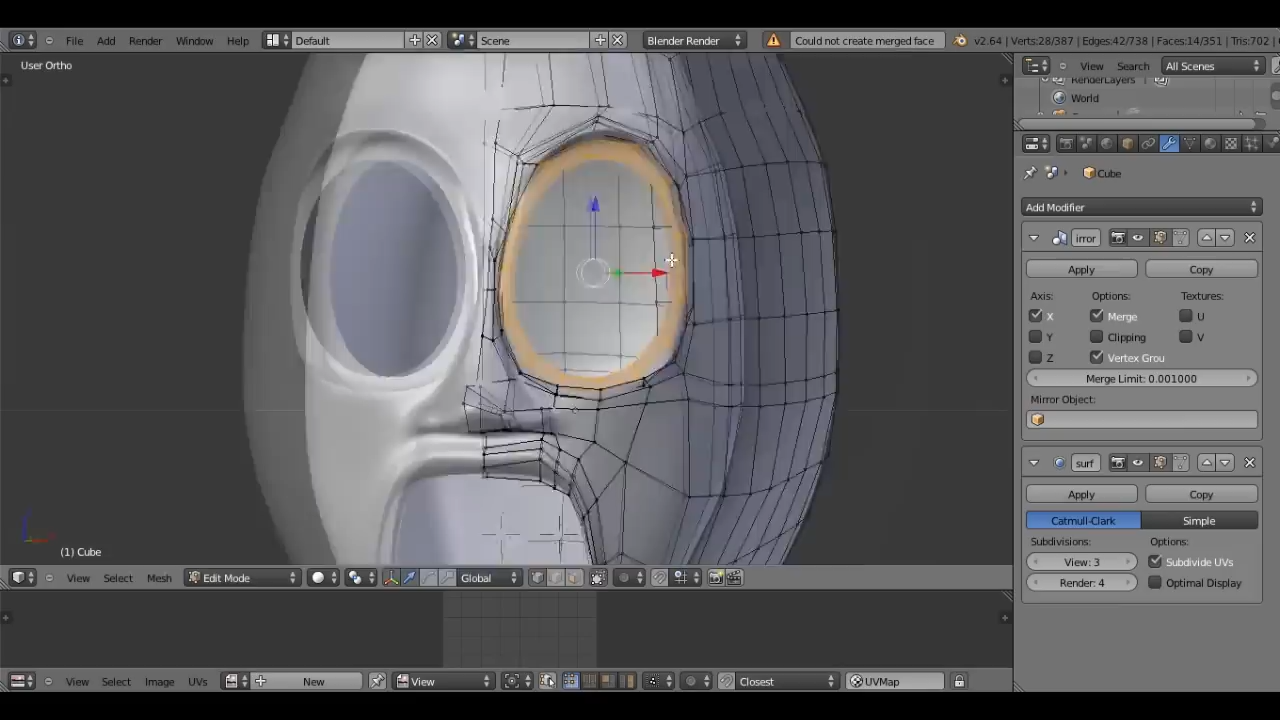 File Add Render Window Help Default Scene Blender Render Could not create merged face v2.64 | Verts:28/387 | Edges:42/738 | Faces:14/351 | Tris:702
User Ortho
View Search All Scenes
RenderLayers
World
Cube
Add Modifier
irror
Apply Copy
Axis: Options: Textures:
X Merge U
Y Clipping V
Z Vertex Grou
Merge Limit: 0.001000
Mirror Object:
surf
Apply Copy
Catmull-Clark Simple
Subdivisions: Options:
View: 3 Subdivide UVs
Render: 4 Optimal Display
(1) Cube
View Select Mesh Edit Mode Global
View Select Image UVs New View Closest UVMap